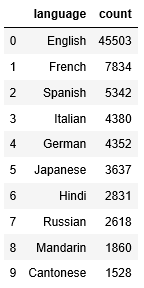 language count
0 English 45503
1 French 7834
2 Spanish 5342
3 Italian 4380
4 German 4352
5 Japanese 3637
6 Hindi 2831
7 Russian 2618
8 Mandarin 1860
9 Cantonese 1528